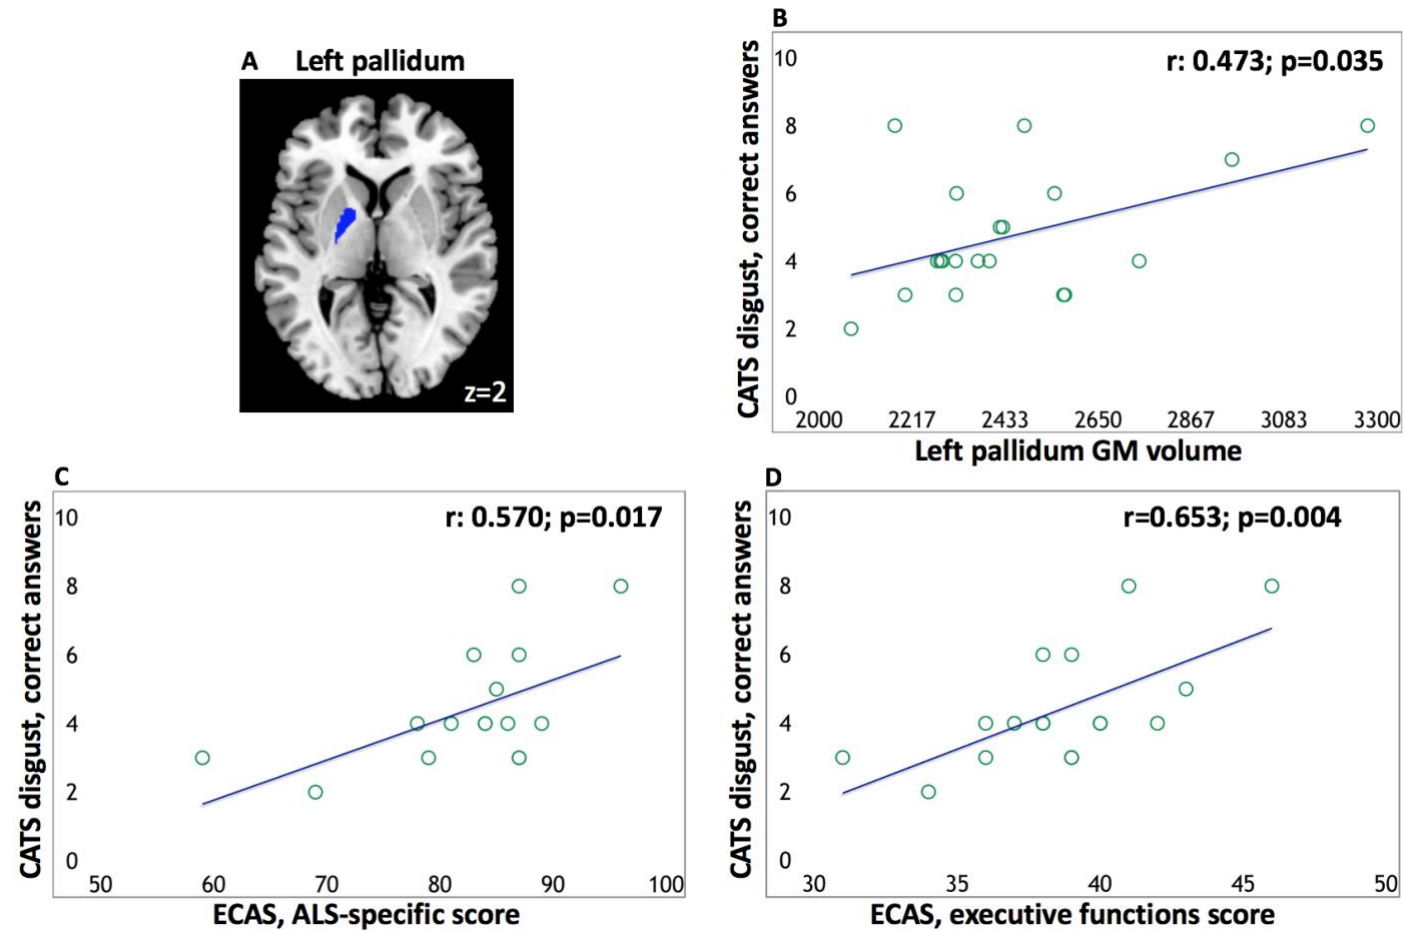 A Left pallidum
z=2
B
CATS disgust, correct answers
r: 0.473; p=0.035
10
8
6
4
2
0
2000 2217 2433 2650 2867 3083 3300
Left pallidum GM volume
C
CATS disgust, correct answers
r: 0.570; p=0.017
10
8
6
4
2
0
50 60 70 80 90 100
ECAS, ALS-specific score
D
CATS disgust, correct answers
r=0.653; p=0.004
10
8
6
4
2
0
30 35 40 45 50
ECAS, executive functions score